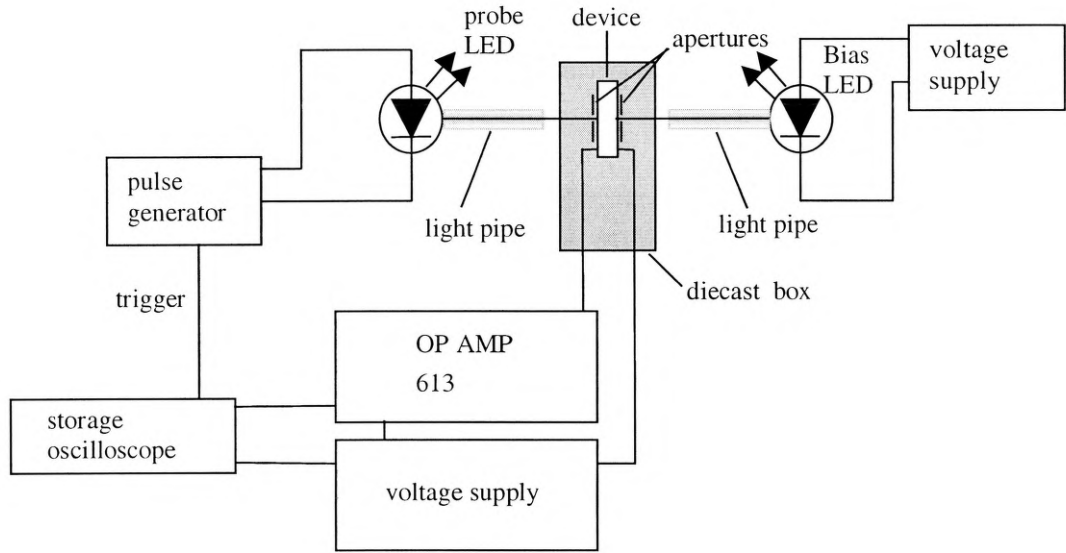 probe
LED
device
apertures
Bias
LED
voltage
supply
pulse
generator
light pipe
light pipe
trigger
diecast box
OP AMP
613
storage
oscilloscope
voltage supply